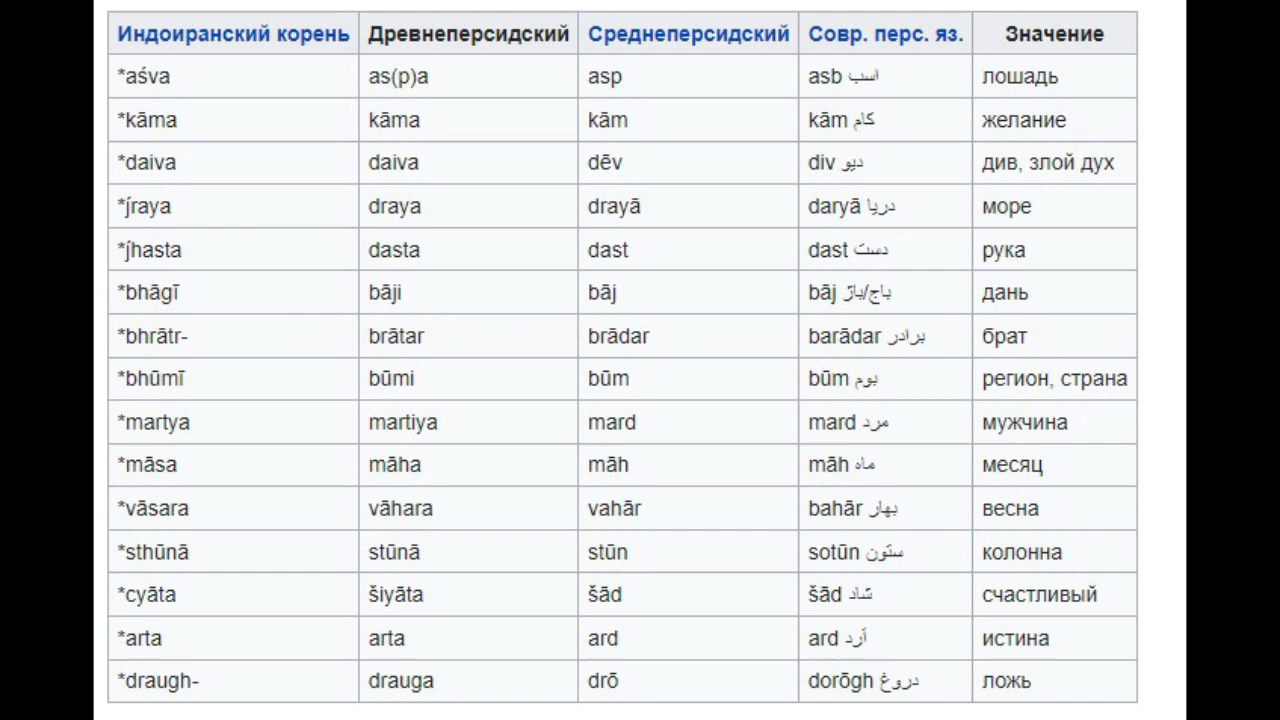 Индоиранский корень Древнеперсидский Среднеперсидский Совр. перс. яз. Значение
*aśva as(p)a asp asb اسب лошадь
*kāma kāma kām kām کام желание
*daiva daiva dēv div دیو див, злой дух
*j́raya draya drayā daryā دریا море
*j́hasta dasta dast dast دست рука
*bhāgī bāji bāj bāj باج/باژ дань
*bhrātr- brātar brādar barādar برادر брат
*bhūmī būmi būm būm بوم регион, страна
*martya martiya mard mard مرد мужчина
*māsa māha māh māh ماه месяц
*vāsara vāhara vahār bahār بهار весна
*sthūnā stūnā stūn sotūn ستون колонна
*cyāta šiyāta šād šād شاد счастливый
*arta arta ard ard آرد истина
*draugh- drauga drō dorōgh دروغ ложь